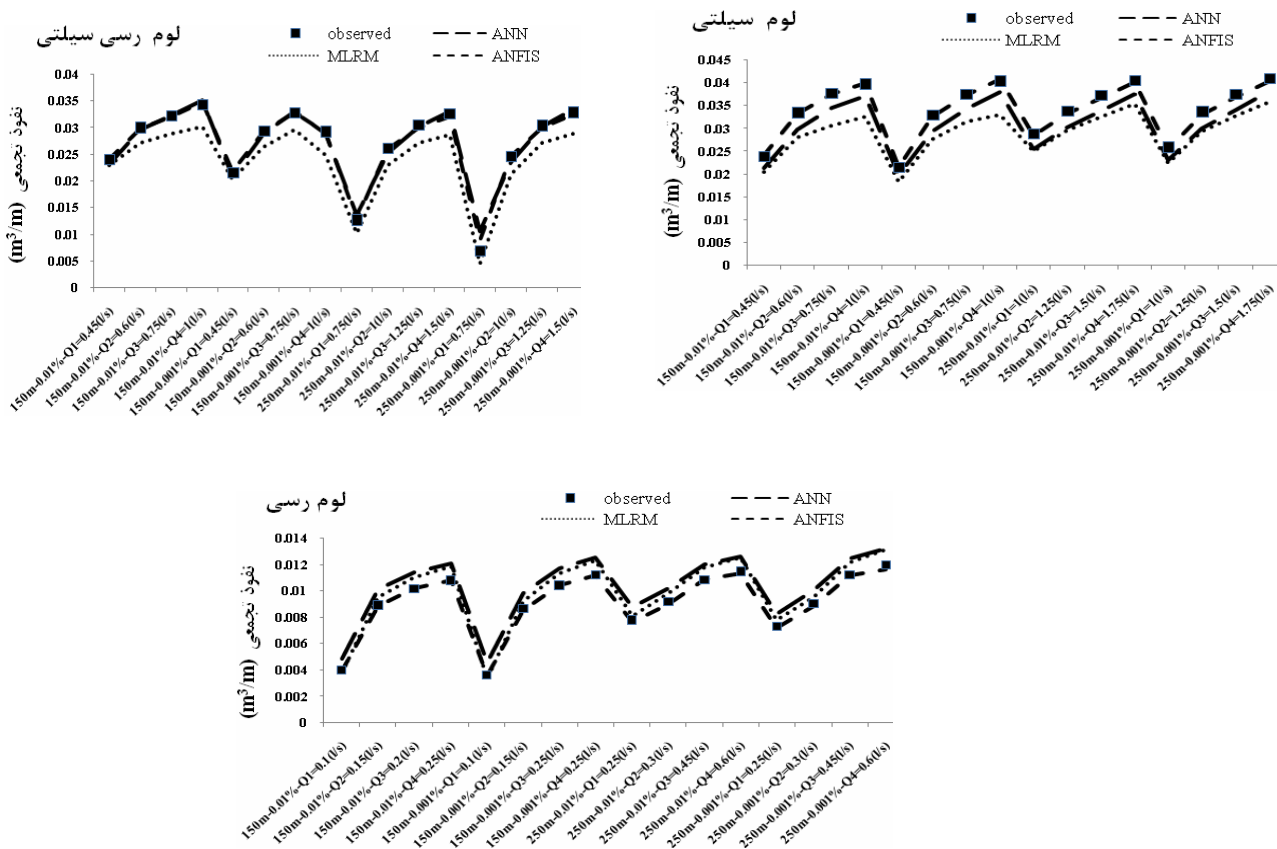 لوم رسی سیلتی
observed
ANN
MLRM
ANFIS
0.04
0.035
0.03
0.025
0.02
0.015
0.01
0.005
0
نفوذ تجمعی (m³/m)
150m-0.01%-Q1=0.45(l/s)
150m-0.01%-Q2=0.6(l/s)
150m-0.01%-Q3=0.75(l/s)
150m-0.01%-Q4=1(l/s)
150m-0.001%-Q1=0.45(l/s)
150m-0.001%-Q2=0.6(l/s)
150m-0.001%-Q3=0.75(l/s)
150m-0.001%-Q4=1(l/s)
250m-0.01%-Q1=0.75(l/s)
250m-0.01%-Q2=1(l/s)
250m-0.01%-Q3=1.25(l/s)
250m-0.01%-Q4=1.5(l/s)
250m-0.001%-Q1=0.75(l/s)
250m-0.001%-Q2=1(l/s)
250m-0.001%-Q3=1.25(l/s)
250m-0.001%-Q4=1.5(l/s)
لوم سیلتی
observed
ANN
MLRM
ANFIS
0.045
0.04
0.035
0.03
0.025
0.02
0.015
0.01
0.005
0
نفوذ تجمعی (m³/m)
150m-0.01%-Q1=0.45(l/s)
150m-0.01%-Q2=0.6(l/s)
150m-0.01%-Q3=0.75(l/s)
150m-0.01%-Q4=1(l/s)
150m-0.001%-Q1=0.45(l/s)
150m-0.001%-Q2=0.6(l/s)
150m-0.001%-Q3=0.75(l/s)
150m-0.001%-Q4=1(l/s)
250m-0.01%-Q1=1(l/s)
250m-0.01%-Q2=1.25(l/s)
250m-0.01%-Q3=1.5(l/s)
250m-0.01%-Q4=1.75(l/s)
250m-0.001%-Q1=1(l/s)
250m-0.001%-Q2=1.25(l/s)
250m-0.001%-Q3=1.5(l/s)
250m-0.001%-Q4=1.75(l/s)
لوم رسی
observed
ANN
MLRM
ANFIS
0.014
0.012
0.01
0.008
0.006
0.004
0.002
0
نفوذ تجمعی (m³/m)
150m-0.01%-Q1=0.1(l/s)
150m-0.01%-Q2=0.15(l/s)
150m-0.01%-Q3=0.2(l/s)
150m-0.01%-Q4=0.25(l/s)
150m-0.001%-Q1=0.1(l/s)
150m-0.001%-Q2=0.15(l/s)
150m-0.001%-Q3=0.25(l/s)
150m-0.001%-Q4=0.25(l/s)
250m-0.01%-Q1=0.25(l/s)
250m-0.01%-Q2=0.3(l/s)
250m-0.01%-Q3=0.45(l/s)
250m-0.01%-Q4=0.6(l/s)
250m-0.001%-Q1=0.25(l/s)
250m-0.001%-Q2=0.3(l/s)
250m-0.001%-Q3=0.45(l/s)
250m-0.001%-Q4=0.6(l/s)